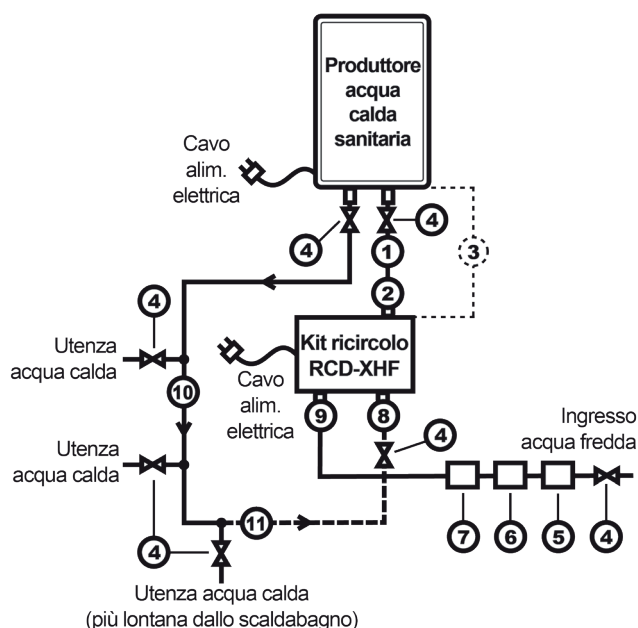 Produttore
acqua
calda
sanitaria
Cavo
alim.
elettrica
4
4
1
3
2
4
Kit ricircolo
RCD-XHF
Utenza
acqua calda
Cavo
alim.
elettrica
10
9
8
4
Ingresso
acqua fredda
Utenza
acqua calda
4
11
7
6
5
4
Utenza acqua calda
(più lontana dallo scaldabagno)